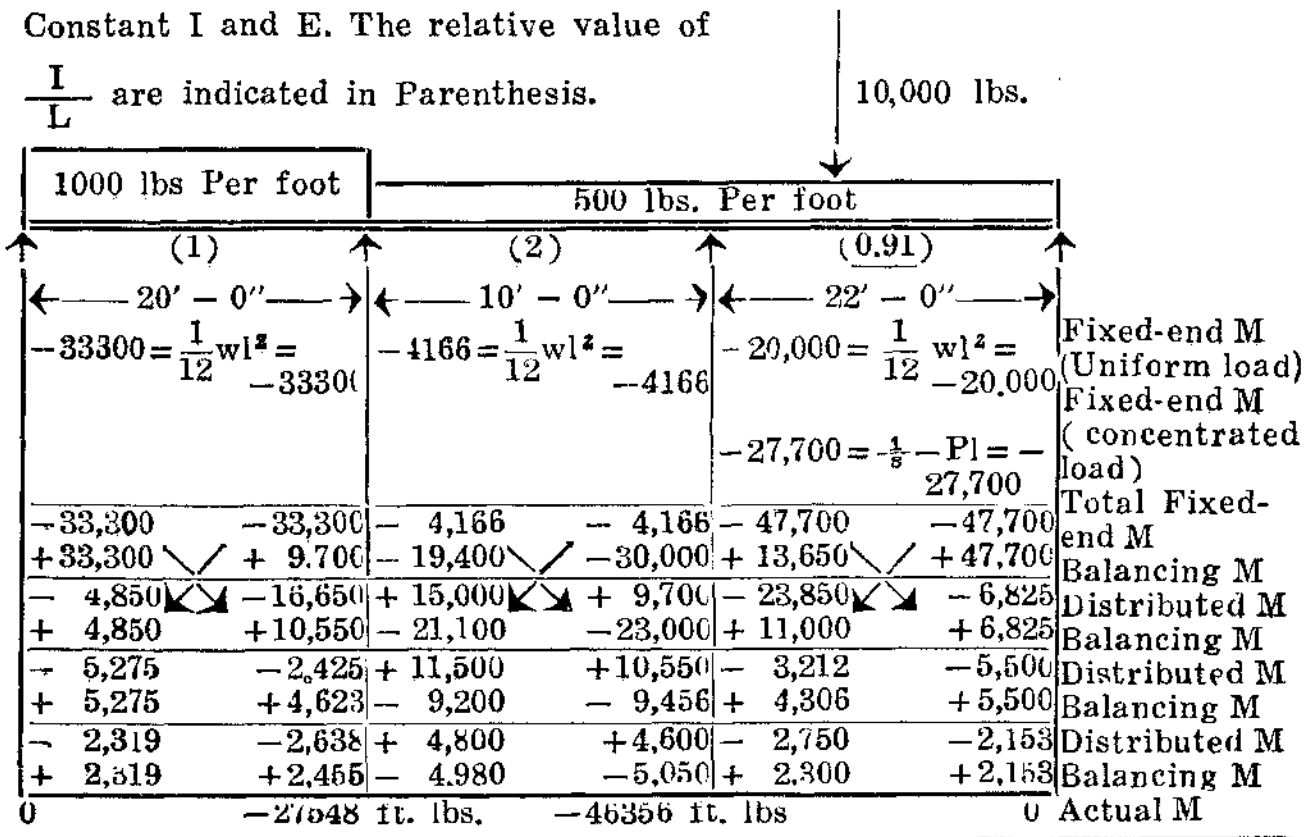 Constant I and E. The relative value of
I/L are indicated in Parenthesis.
10,000 lbs.
1000 lbs Per foot
500 lbs. Per foot
(1) (2) (0.91)
20′ – 0″ 10′ – 0″ 22′ – 0″
–33300 = 1/12 wl² = –33300
–4166 = 1/12 wl² = –4166
–20,000 = 1/12 wl² = –20.000
Fixed-end M
(Uniform load)
–27,700 = 1/8 – Pl = – 27,700
Fixed-end M
( concentrated
load)
–33,300 –33,300 – 4,166 – 4,166 – 47,700 –47,700 Total Fixed-
end M
+33,300 + 9.700 – 19,400 –30,000 + 13,650 +47,700 Balancing M
– 4,850 –16,650 + 15,000 + 9,700 – 23,850 – 6,825 Distributed M
+ 4,850 +10,550 – 21,100 –23,000 + 11,000 +6,825 Balancing M
– 5,275 –2.425 + 11,500 +10,550 – 3,212 –5,500 Distributed M
+ 5,275 +4,623 – 9,200 – 9,456 + 4,306 +5,500 Balancing M
– 2,319 –2,638 + 4,800 +4,600 – 2,750 –2,153 Distributed M
+ 2,319 +2,455 – 4.980 –5,050 + 2,300 +2,153 Balancing M
0 –27548 ft. lbs. –46356 ft. lbs 0 Actual M